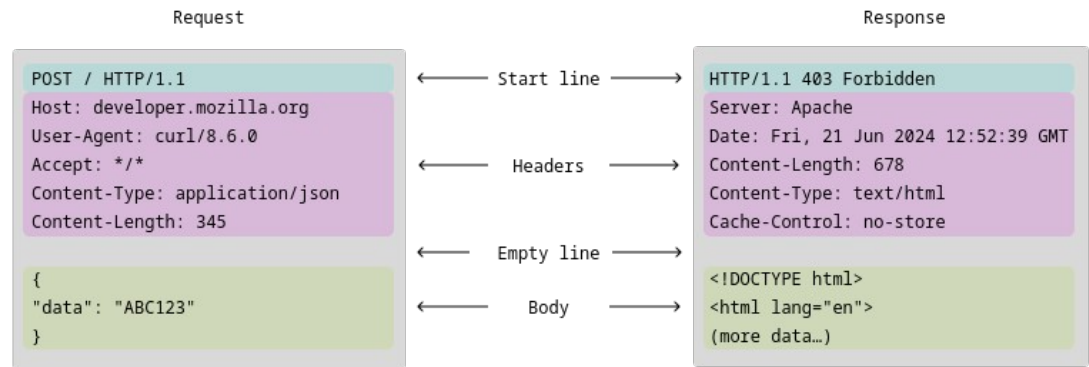 Request
POST / HTTP/1.1
Host: developer.mozilla.org
User-Agent: curl/8.6.0
Accept: */*
Content-Type: application/json
Content-Length: 345
{
"data": "ABC123"
}
Start line
Headers
Empty line
Body
Response
HTTP/1.1 403 Forbidden
Server: Apache
Date: Fri, 21 Jun 2024 12:52:39 GMT
Content-Length: 678
Content-Type: text/html
Cache-Control: no-store
<!DOCTYPE html>
<html lang="en">
(more data…)